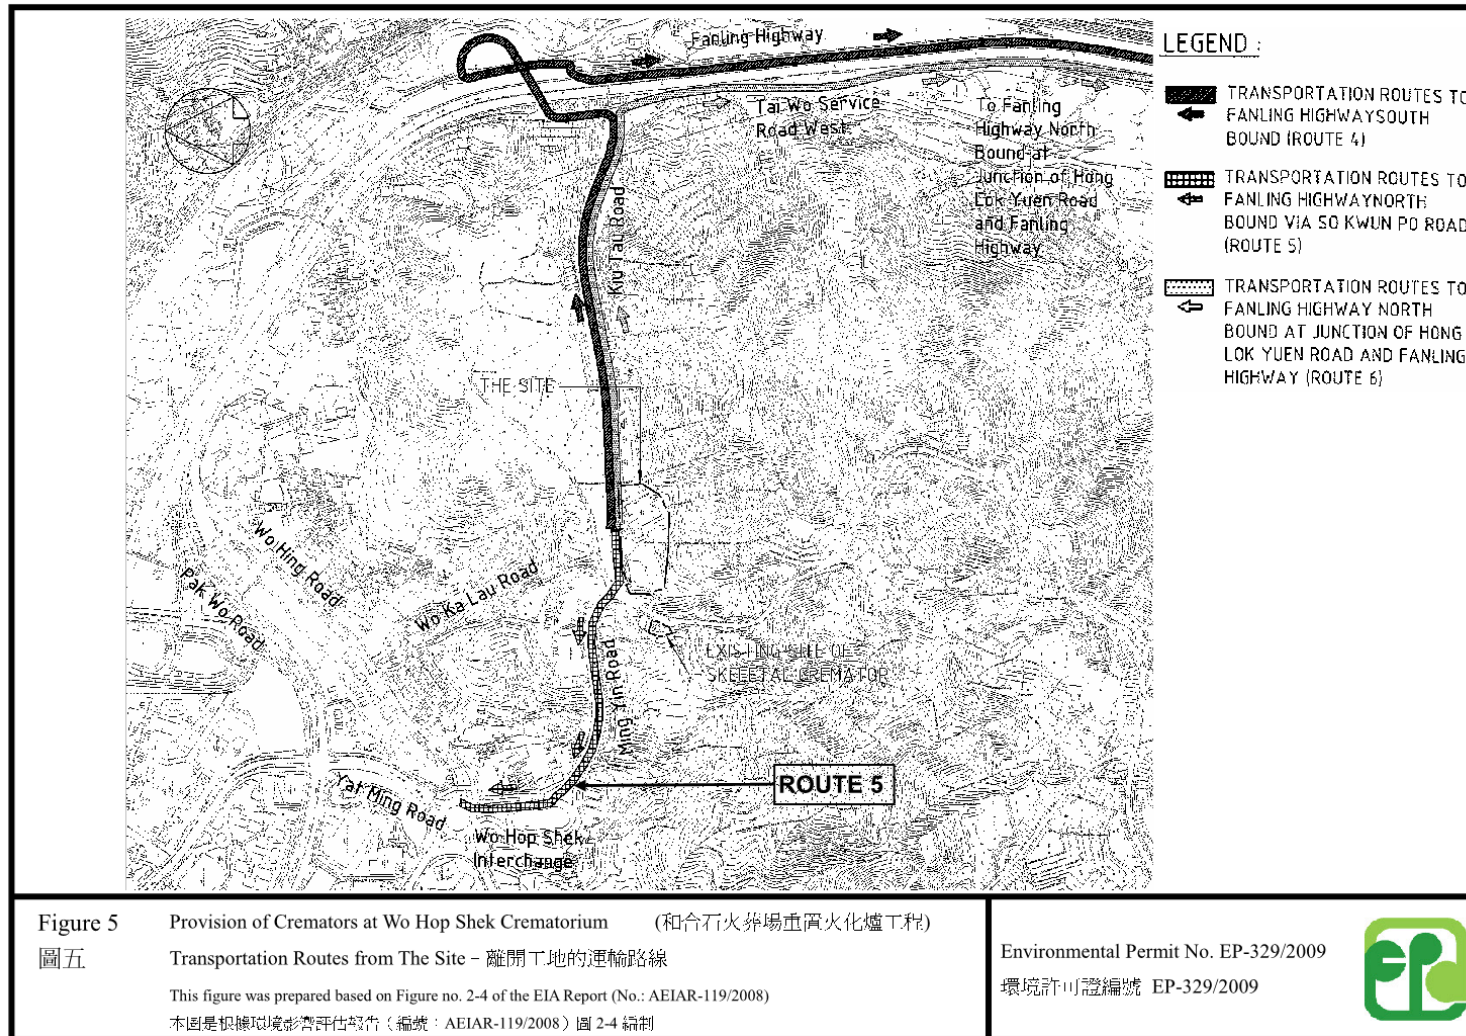 Fanling Highway
Tai Wo Service
Road West
To Fanling
Highway North
Bound at
Junction of Hong
Lok Yuen Road
and Fanling
Highway
Kiu Tau Road
THE SITE
Wo Hing Road
Pak Wo Road
Wo Ka Lau Road
EXISTING SITE OF
SKELETAL CREMATOR
Ming Yin Road
ROUTE 5
Yat Ming Road
Wo Hop Shek
Interchange
LEGEND :
TRANSPORTATION ROUTES TO
FANLING HIGHWAYSOUTH
BOUND (ROUTE 4)
TRANSPORTATION ROUTES TO
FANLING HIGHWAYNORTH
BOUND VIA SO KWUN PO ROAD
(ROUTE 5)
TRANSPORTATION ROUTES TO
FANLING HIGHWAY NORTH
BOUND AT JUNCTION OF HONG
LOK YUEN ROAD AND FANLING
HIGHWAY (ROUTE 6)
Figure 5 Provision of Cremators at Wo Hop Shek Crematorium (和合石火葬場重置火化爐工程)
圖五 Transportation Routes from The Site – 離開工地的運輸路線
This figure was prepared based on Figure no. 2-4 of the EIA Report (No.: AEIAR-119/2008)
本圖是根據環境影響評估報告（編號：AEIAR-119/2008）圖 2-4 編制
Environmental Permit No. EP-329/2009
環境許可證編號 EP-329/2009
EPD